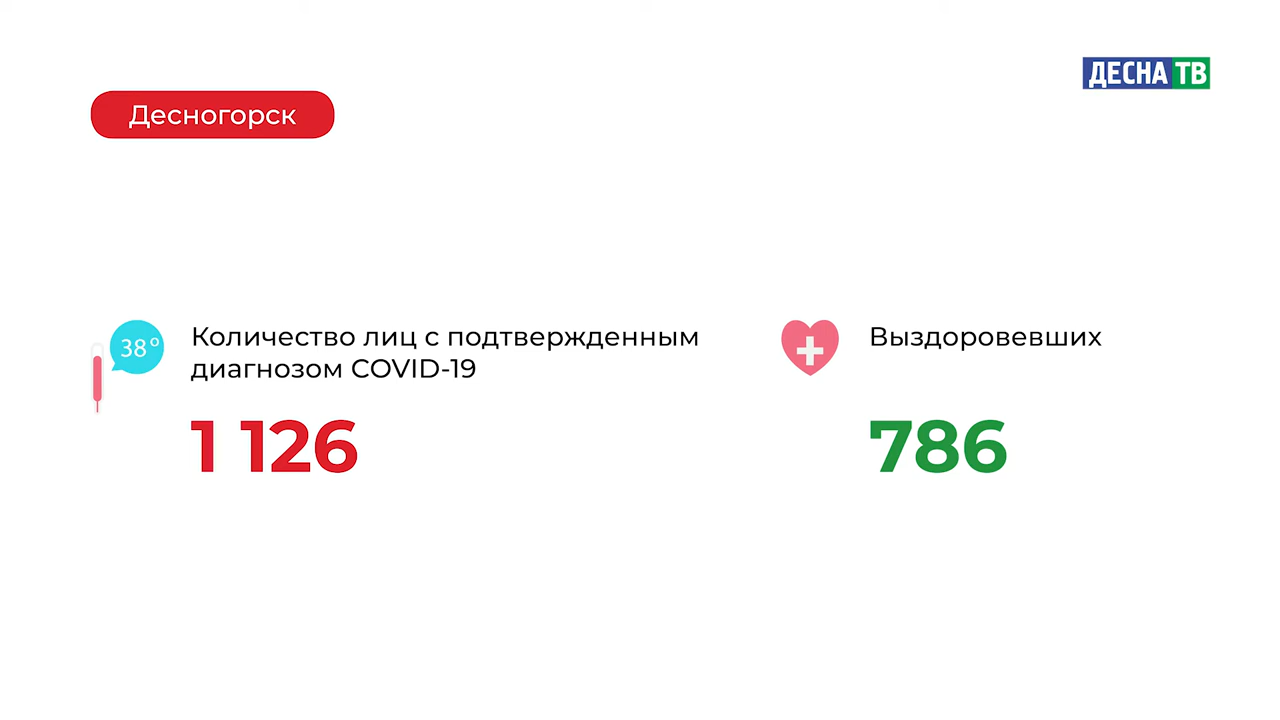 ДЕСНА ТВ
Десногорск
38°
Количество лиц с подтвержденным
диагнозом COVID-19
1 126
Выздоровевших
786